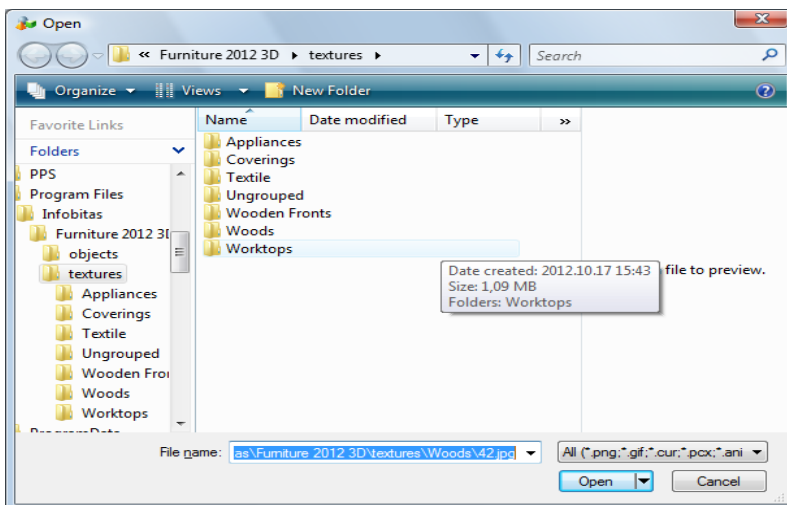 Open
« Furniture 2012 3D ▸ textures ▸ Search
Organize Views New Folder
Favorite Links
Folders
PPS
Program Files
Infobitas
Furniture 2012 3
objects
textures
Appliances
Coverings
Textile
Ungrouped
Wooden Fro
Woods
Worktops
Name Date modified Type »
Appliances
Coverings
Textile
Ungrouped
Wooden Fronts
Woods
Worktops
file to preview.
Date created: 2012.10.17 15:43
Size: 1,09 MB
Folders: Worktops
File name: as\Furniture 2012 3D\textures\Woods\42.jpg All (*.png;*.gif;*.cur;*.pcx;*.ani
Open Cancel